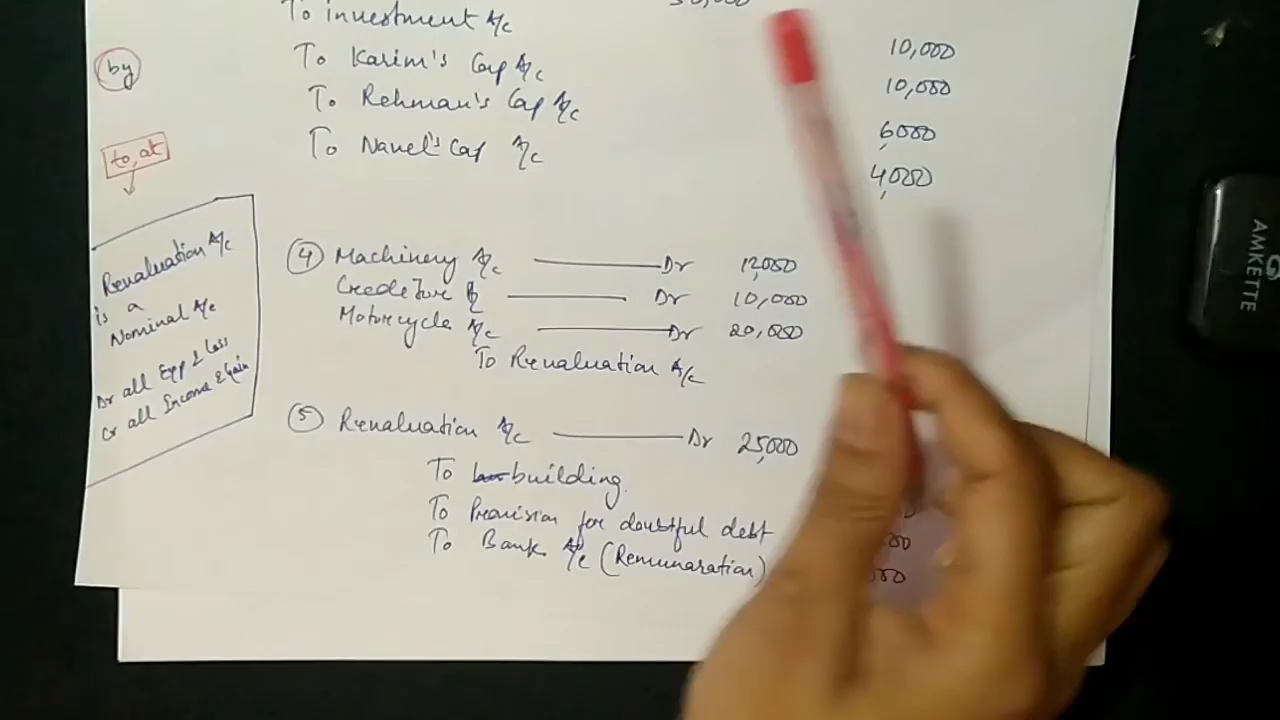 To investment A/c
To Karim's Cap A/c 10,000
To Rehman's Cap A/c 10,000
To Navel's Cap A/c 6000
4,000
by
to, at
Revaluation A/c
is a
Nominal A/c
Dr all Exp & Loss
Cr all Income & Gain
④ Machinery A/c Dr 12,000
Dr 10,000
Motorcycle A/c Dr 20,000
To Revaluation A/c
⑤ Revaluation A/c Dr 25,000
To building
To Provision for doubtful debt
To Bank A/c (Remunaration)
AMKETTE